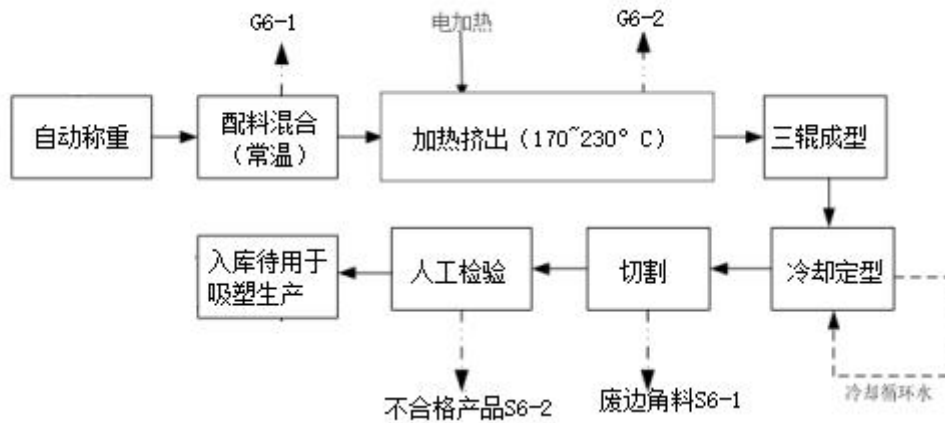 G6-1
电加热
G6-2
自动称重
配料混合
（常温）
加热挤出（170~230° C）
三辊成型
入库待用于
吸塑生产
人工检验
切割
冷却定型
冷却循环水
不合格产品S6-2
废边角料S6-1